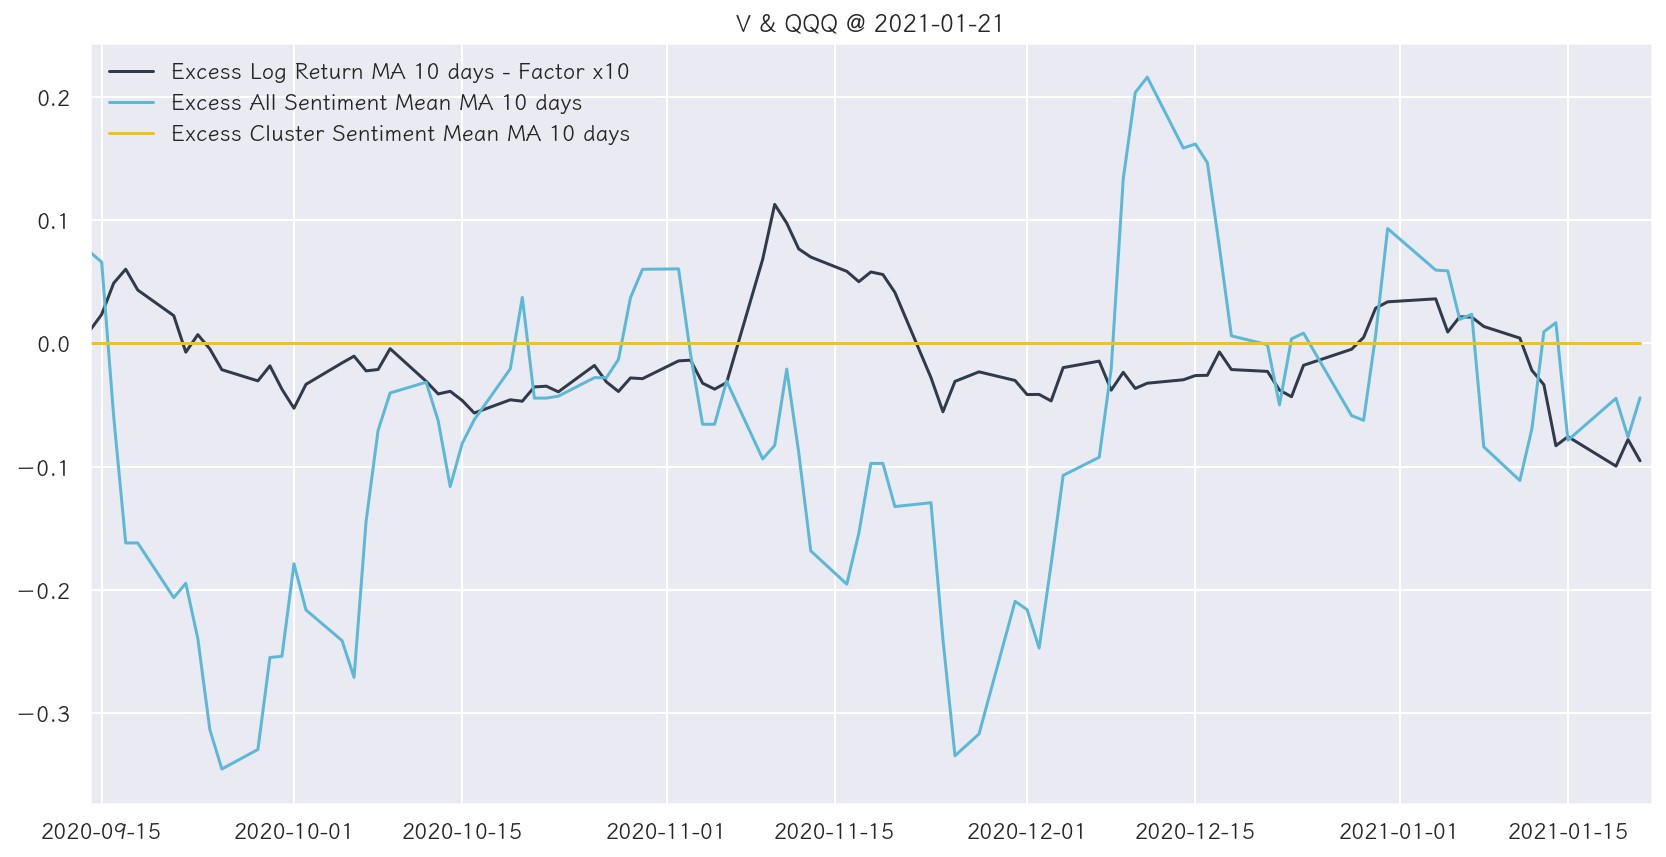 V & QQQ @ 2021-01-21
Excess Log Return MA 10 days - Factor x10
Excess All Sentiment Mean MA 10 days
Excess Cluster Sentiment Mean MA 10 days
0.2
0.1
0.0
−0.1
−0.2
−0.3
2020-09-15 2020-10-01 2020-10-15 2020-11-01 2020-11-15 2020-12-01 2020-12-15 2021-01-01 2021-01-15